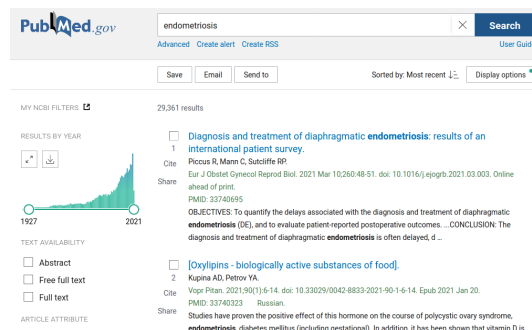 PubMed.gov
endometriosis
Search
Advanced Create alert Create RSS
User Guide
Save Email Send to
Sorted by: Most recent
Display options
MY NCBI FILTERS
29,361 results
RESULTS BY YEAR
1927 2021
TEXT AVAILABILITY
Abstract
Free full text
Full text
ARTICLE ATTRIBUTE
1
Cite
Share
Diagnosis and treatment of diaphragmatic endometriosis: results of an
international patient survey.
Piccus R, Mann C, Sutcliffe RP.
Eur J Obstet Gynecol Reprod Biol. 2021 Mar 10;260:48-51. doi: 10.1016/j.ejogrb.2021.03.003. Online
ahead of print.
PMID: 33740695
OBJECTIVES: To quantify the delays associated with the diagnosis and treatment of diaphragmatic
endometriosis (DE), and to evaluate patient-reported postoperative outcomes. ...CONCLUSION: The
diagnosis and treatment of diaphragmatic endometriosis is often delayed, d ...
2
Cite
Share
[Oxylipins - biologically active substances of food].
Kupina AD, Petrov YA.
Vopr Pitan. 2021;90(1):6-14. doi: 10.33029/0042-8833-2021-90-1-6-14. Epub 2021 Jan 20.
PMID: 33740323 Russian.
Studies have proven the positive effect of this hormone on the course of polycystic ovary syndrome,
endometriosis, diabetes mellitus (including gestational). In addition, it has been shown that vitamin D is